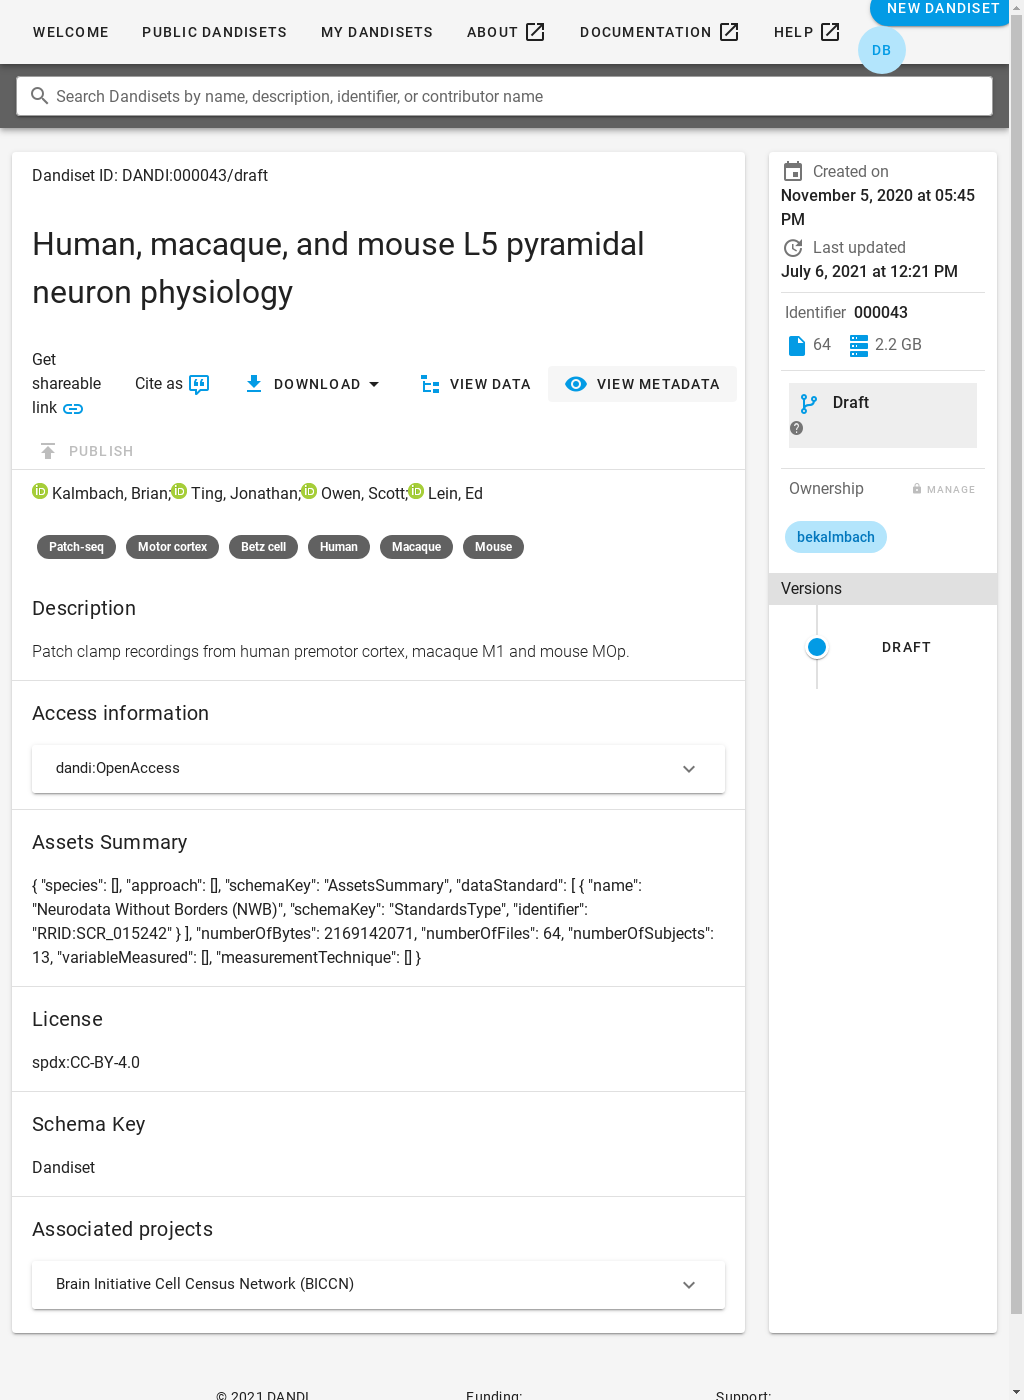 WELCOME PUBLIC DANDISETS MY DANDISETS ABOUT DOCUMENTATION HELP NEW DANDISET
DB
Search Dandisets by name, description, identifier, or contributor name
Dandiset ID: DANDI:000043/draft
Human, macaque, and mouse L5 pyramidal
neuron physiology
Get
shareable
link
Cite as
DOWNLOAD
VIEW DATA
VIEW METADATA
PUBLISH
Kalmbach, Brian; Ting, Jonathan; Owen, Scott; Lein, Ed
Patch-seq Motor cortex Betz cell Human Macaque Mouse
Description
Patch clamp recordings from human premotor cortex, macaque M1 and mouse MOp.
Access information
dandi:OpenAccess
Assets Summary
{ "species": [], "approach": [], "schemaKey": "AssetsSummary", "dataStandard": [ { "name":
"Neurodata Without Borders (NWB)", "schemaKey": "StandardsType", "identifier":
"RRID:SCR_015242" } ], "numberOfBytes": 2169142071, "numberOfFiles": 64, "numberOfSubjects":
13, "variableMeasured": [], "measurementTechnique": [] }
License
spdx:CC-BY-4.0
Schema Key
Dandiset
Associated projects
Brain Initiative Cell Census Network (BICCN)
Created on
November 5, 2020 at 05:45
PM
Last updated
July 6, 2021 at 12:21 PM
Identifier 000043
64 2.2 GB
Draft
Ownership MANAGE
bekalmbach
Versions
DRAFT
© 2021 DANDI Funding: Support: